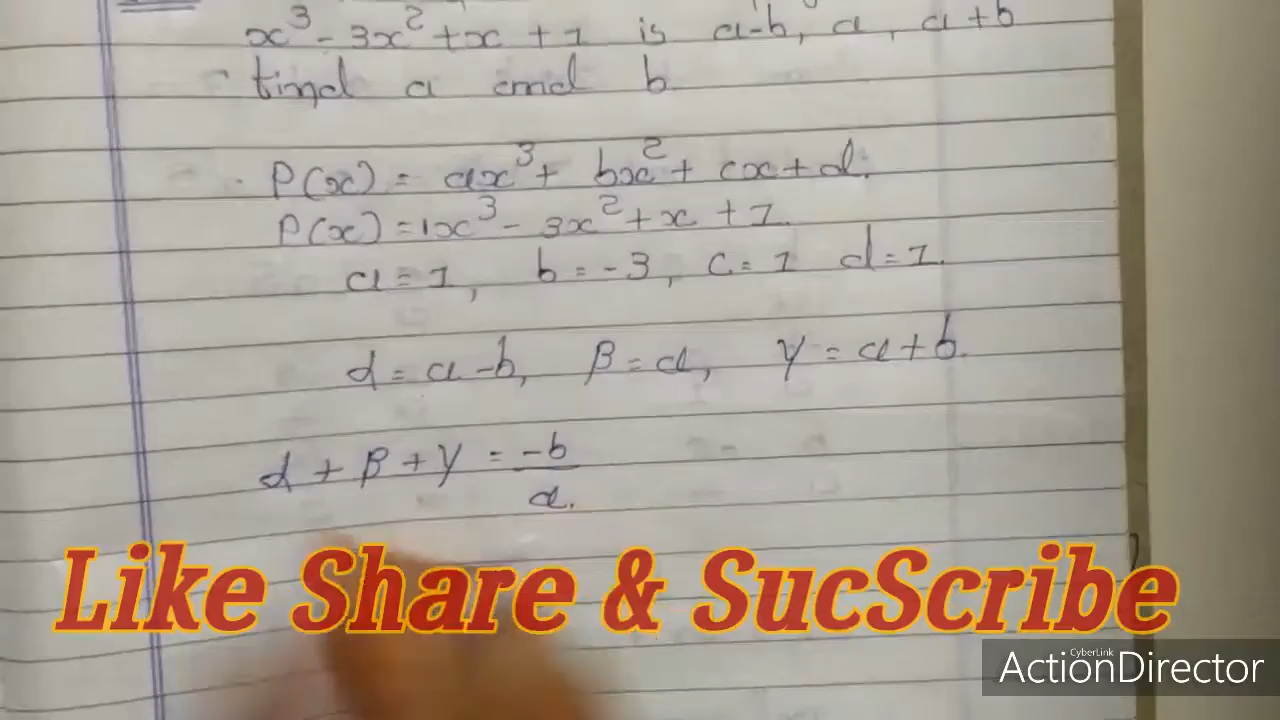 x³ - 3x² + x + 1 is a-b, a, a+b
find a and b
P(x) = ax³ + bx² + cx + d.
P(x) = 1x³ - 3x² + x + 1.
a = 1, b = -3, c = 1 d = 1.
α = a - b, β = a, γ = a + b.
α + β + γ = -b/a.
Like Share & SucScribe
CyberLink
ActionDirector